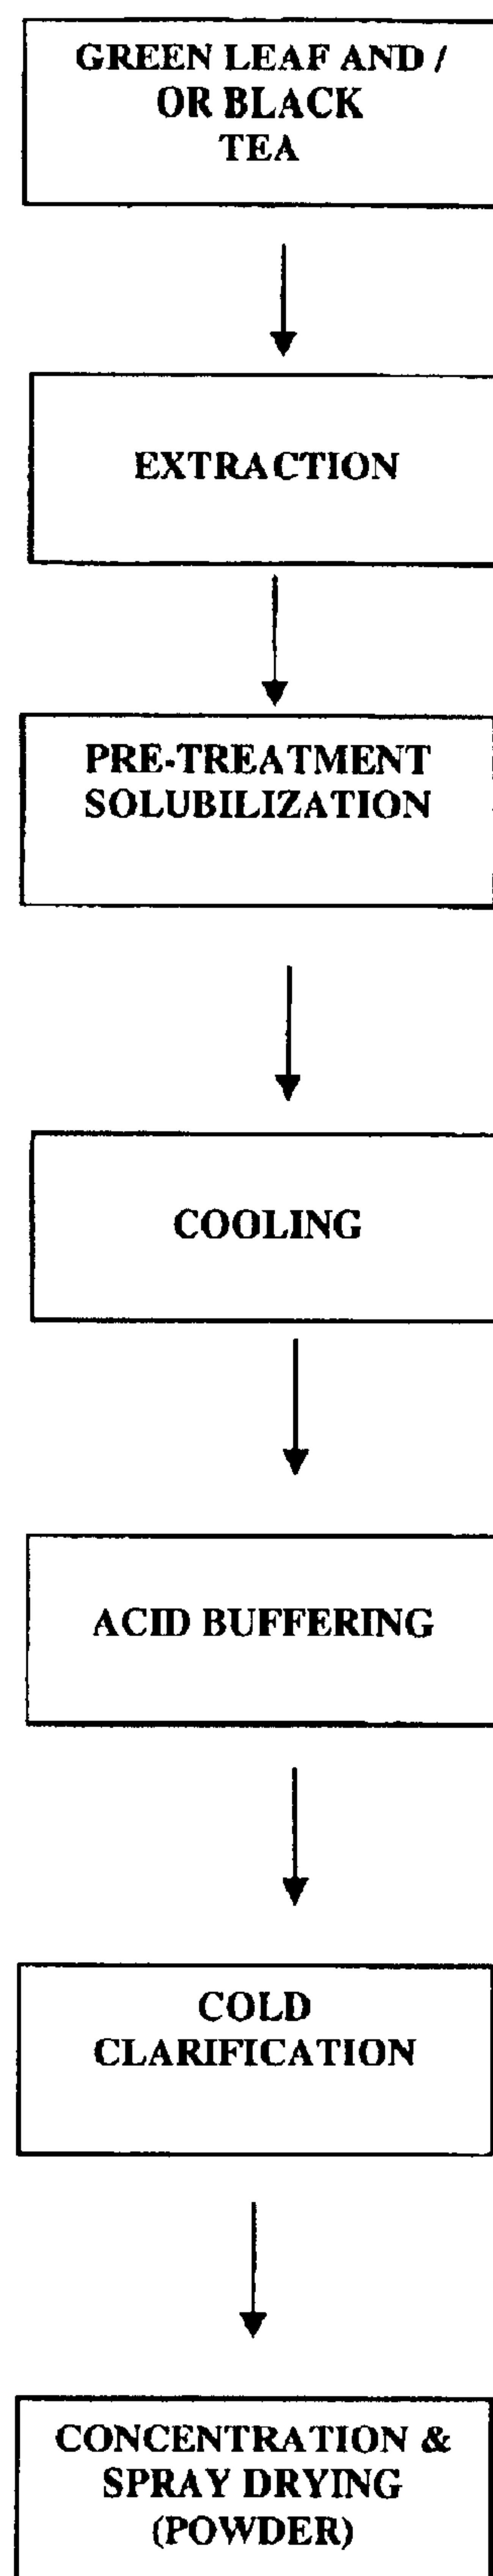 GREEN LEAF AND /
OR BLACK
TEA
EXTRACTION
PRE-TREATMENT
SOLUBILIZATION
COOLING
ACID BUFFERING
COLD
CLARIFICATION
CONCENTRATION &
SPRAY DRYING
(POWDER)